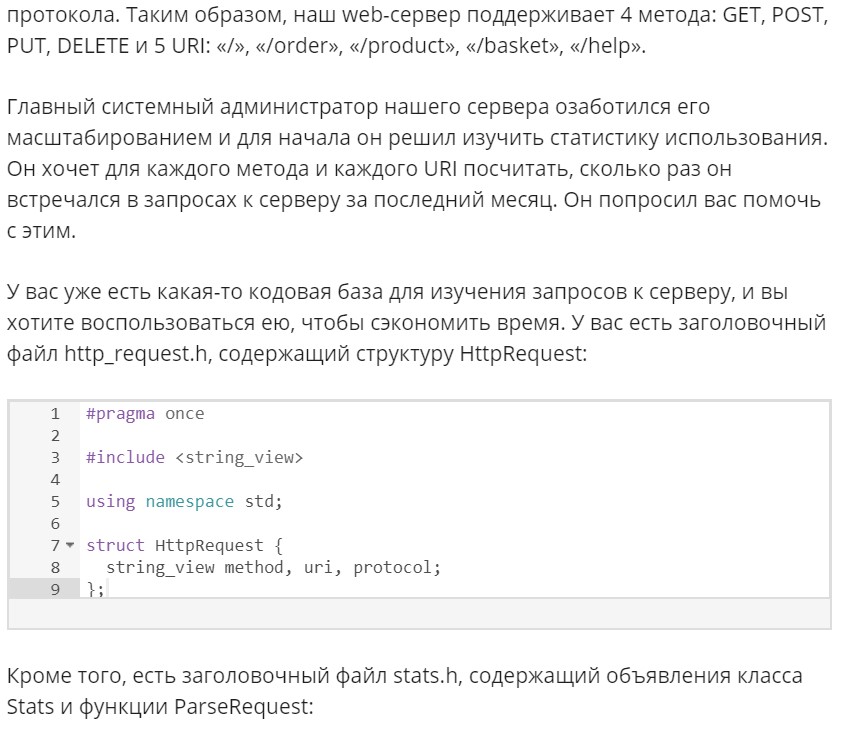 протокола. Таким образом, наш web-сервер поддерживает 4 метода: GET, POST,
PUT, DELETE и 5 URI: «/», «/order», «/product», «/basket», «/help».
Главный системный администратор нашего сервера озаботился его
масштабированием и для начала он решил изучить статистику использования.
Он хочет для каждого метода и каждого URI посчитать, сколько раз он
встречался в запросах к серверу за последний месяц. Он попросил вас помочь
с этим.
У вас уже есть какая-то кодовая база для изучения запросов к серверу, и вы
хотите воспользоваться ею, чтобы сэкономить время. У вас есть заголовочный
файл http_request.h, содержащий структуру HttpRequest:
1 #pragma once
2
3 #include <string_view>
4
5 using namespace std;
6
7 struct HttpRequest {
8 string_view method, uri, protocol;
9 };
Кроме того, есть заголовочный файл stats.h, содержащий объявления класса
Stats и функции ParseRequest: